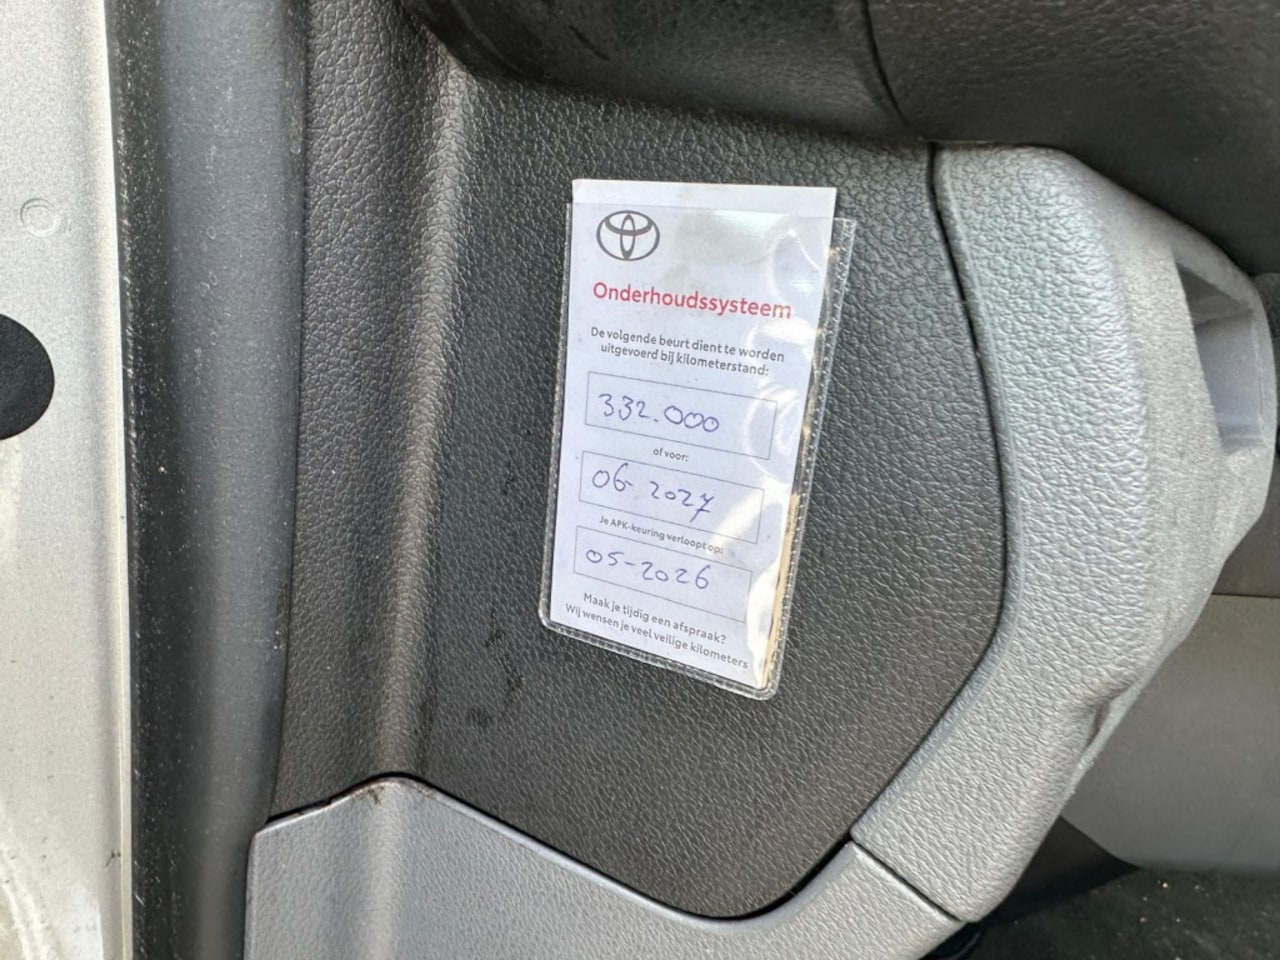 Onderhoudssysteem
De volgende beurt dient te worden
uitgevoerd bij kilometerstand:
332.000
of voor:
06-2027
Je APK-keuring verloopt op:
05-2026
Maak je tijdig een afspraak?
Wij wensen je veel veilige kilometers